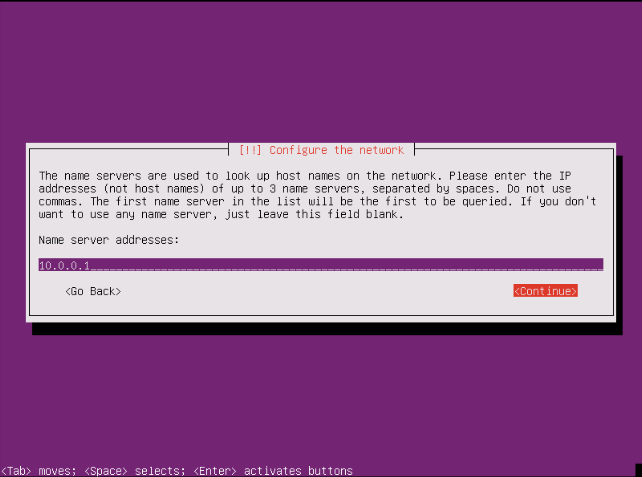 [!!] Configure the network
The name servers are used to look up host names on the network. Please enter the IP
addresses (not host names) of up to 3 name servers, separated by spaces. Do not use
commas. The first name server in the list will be the first to be queried. If you don't
want to use any name server, just leave this field blank.
Name server addresses:
10.0.0.1
<Go Back> <Continue>
<Tab> moves; <Space> selects; <Enter> activates buttons